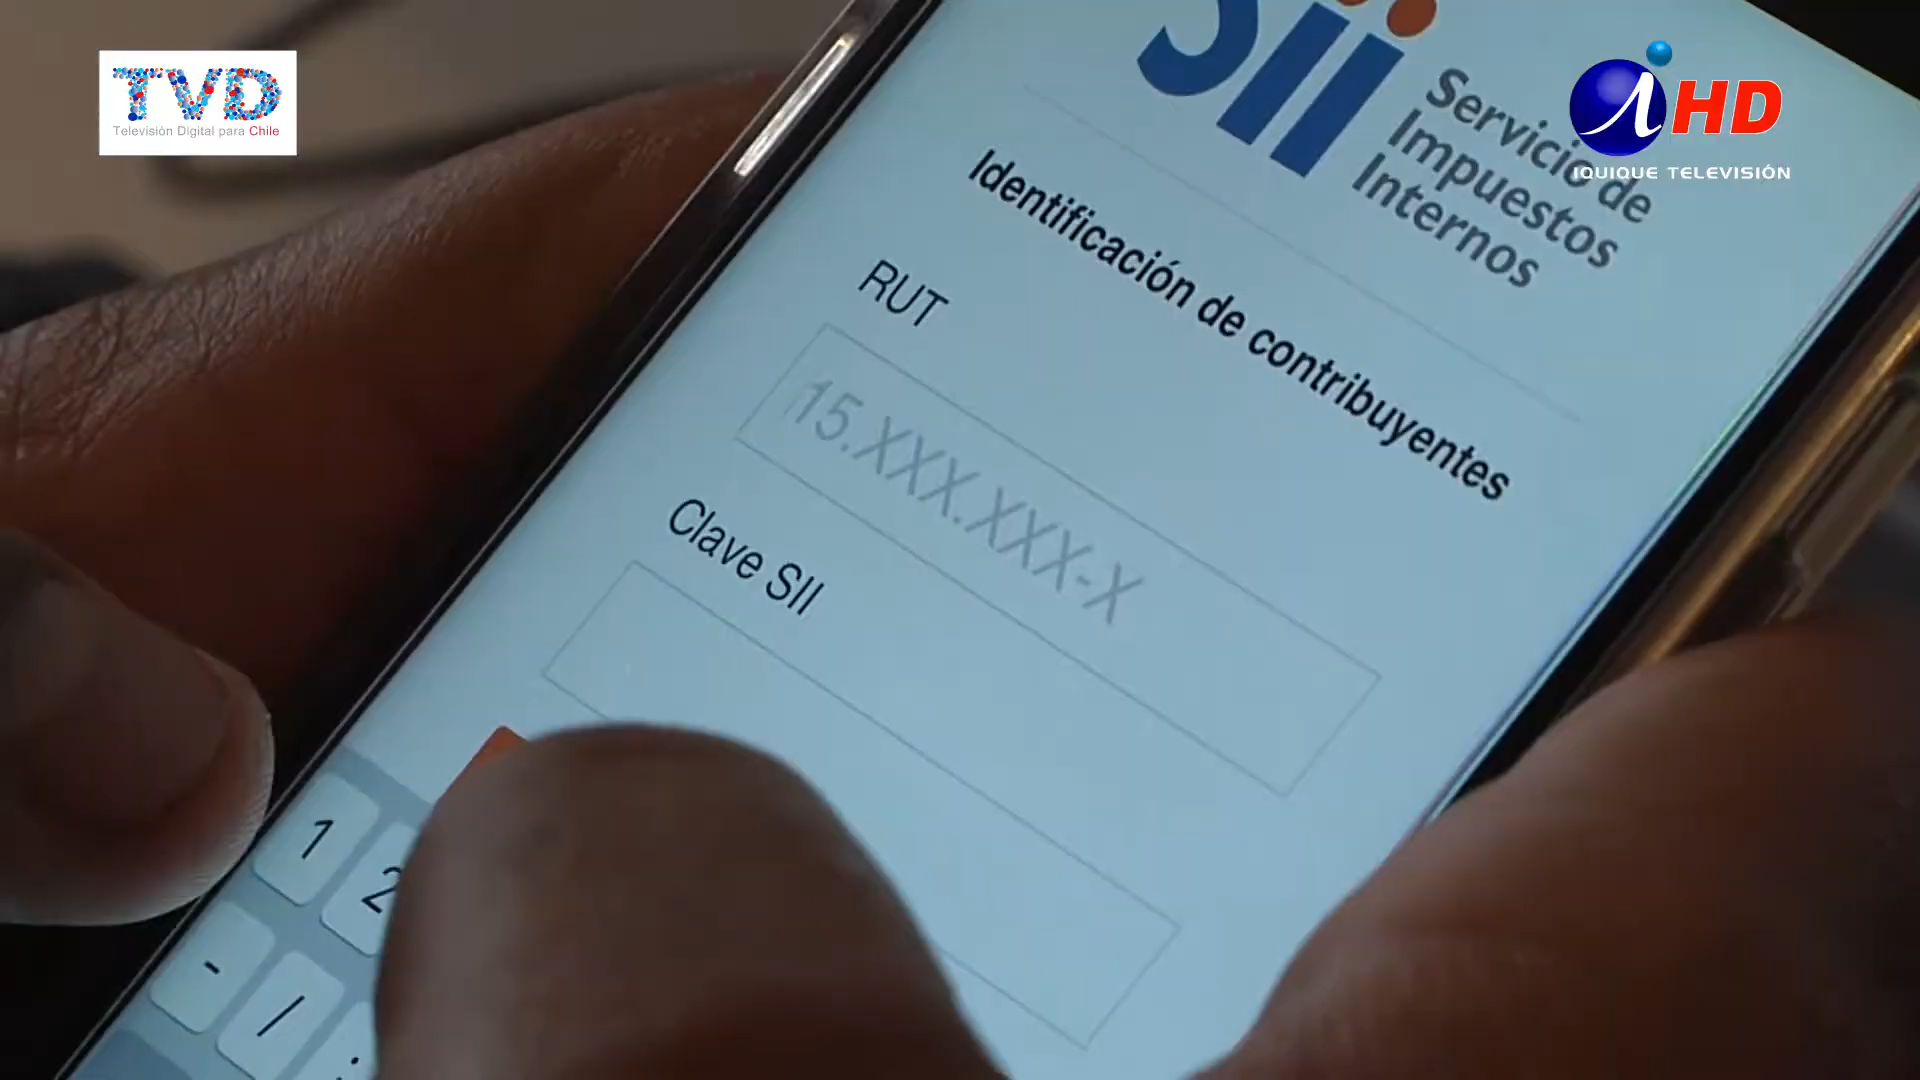 TVD
Televisión Digital para Chile
HD
IQUIQUE TELEVISIÓN
Sii
Servicio de
Impuestos
Internos
Identificación de contribuyentes
RUT
15.XXX.XXX-X
Clave SII
1
2
-
/
: